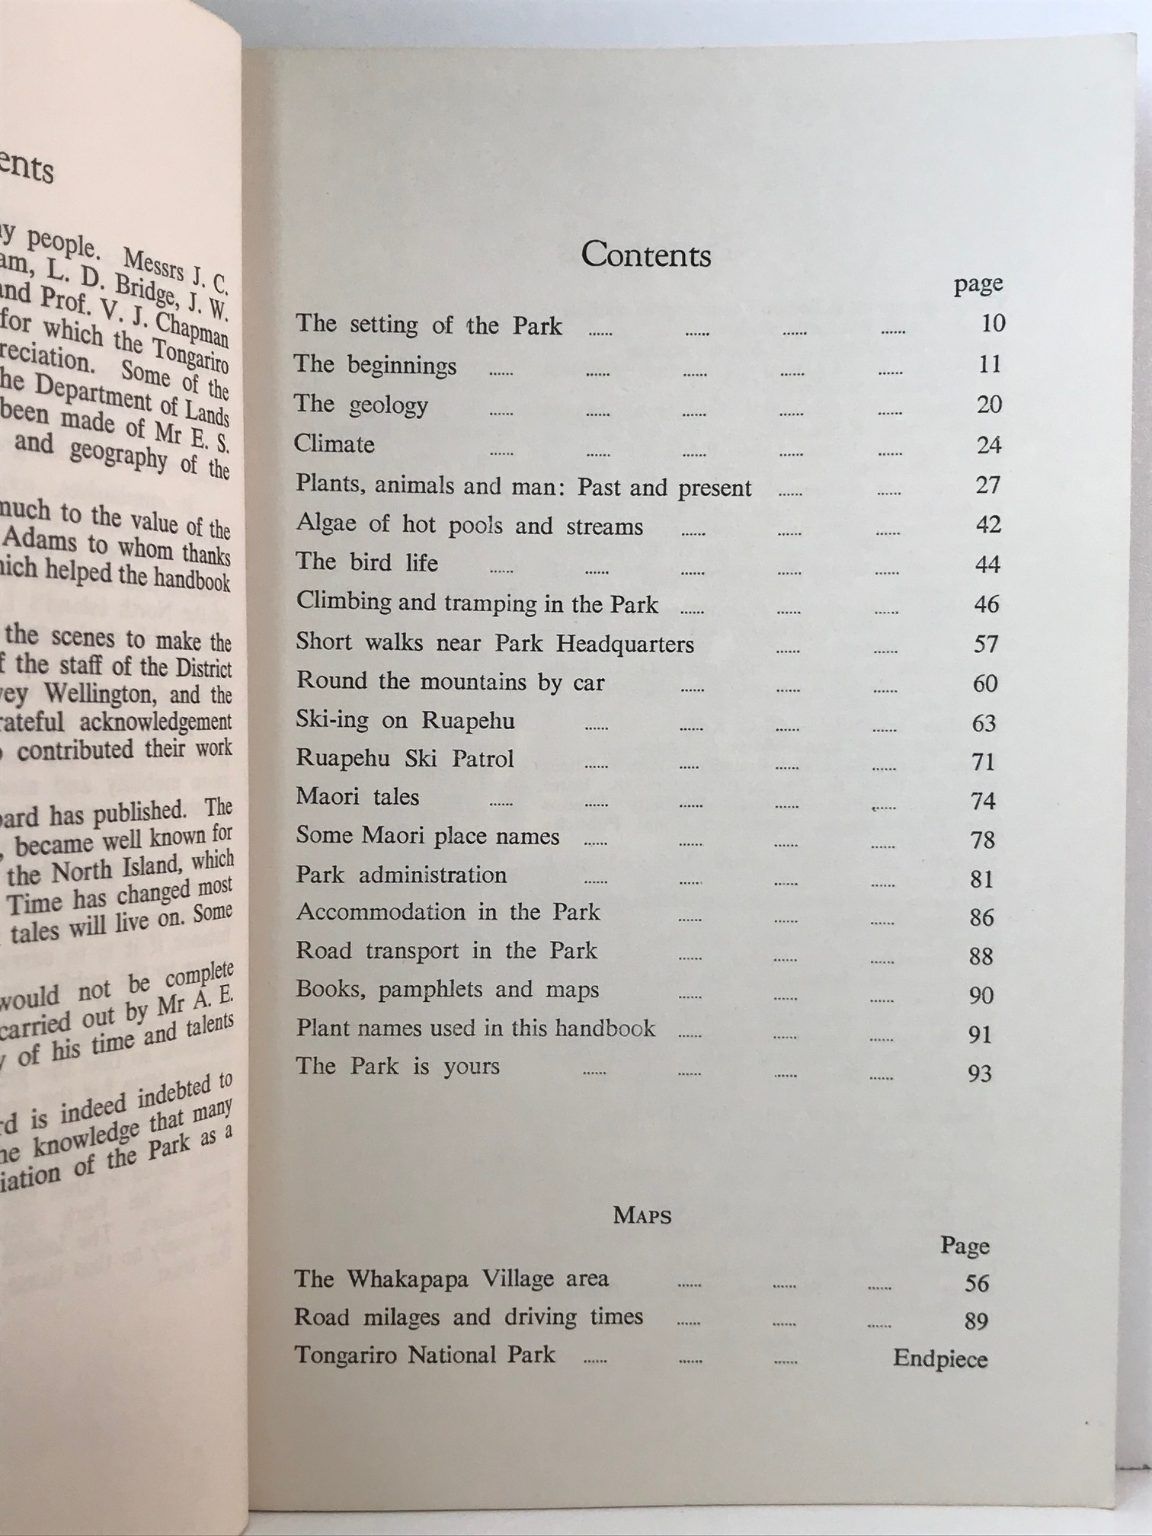 ents
people. Messrs J. C.
L. D. Bridge, J. W.
and Prof. V. J. Chapman
for which the Tongariro
Some of the
Department of Lands
been made of Mr E. S.
and geography of the
much to the value of the
Adams to whom thanks
which helped the handbook
the scenes to make the
the staff of the District
Wellington, and the
acknowledgement
contributed their work
has published. The
, became well known for
the North Island, which
Time has changed most
tales will live on. Some
would not be complete
carried out by Mr A. E.
of his time and talents
is indeed indebted to
knowledge that many
of the Park as a
Contents
page
The setting of the Park ...... ...... ...... ...... 10
The beginnings ...... ...... ...... ...... ...... 11
The geology ...... ...... ...... ...... ...... 20
Climate ...... ...... ...... ...... ...... 24
Plants, animals and man: Past and present ...... ...... 27
Algae of hot pools and streams ...... ...... ...... 42
The bird life ...... ...... ...... ...... ...... 44
Climbing and tramping in the Park ...... ...... ...... 46
Short walks near Park Headquarters ...... ...... 57
Round the mountains by car ...... ...... ...... 60
Ski-ing on Ruapehu ...... ...... ...... ...... 63
Ruapehu Ski Patrol ...... ...... ...... ...... 71
Maori tales ...... ...... ...... ...... ...... 74
Some Maori place names ...... ...... ...... ...... 78
Park administration ...... ...... ...... ...... 81
Accommodation in the Park ...... ...... ...... 86
Road transport in the Park ...... ...... ...... 88
Books, pamphlets and maps ...... ...... ...... 90
Plant names used in this handbook ...... ...... ...... 91
The Park is yours ...... ...... ...... ...... 93
MAPS
Page
The Whakapapa Village area ...... ...... ...... 56
Road milages and driving times ...... ...... ...... 89
Tongariro National Park ...... ...... ...... Endpiece